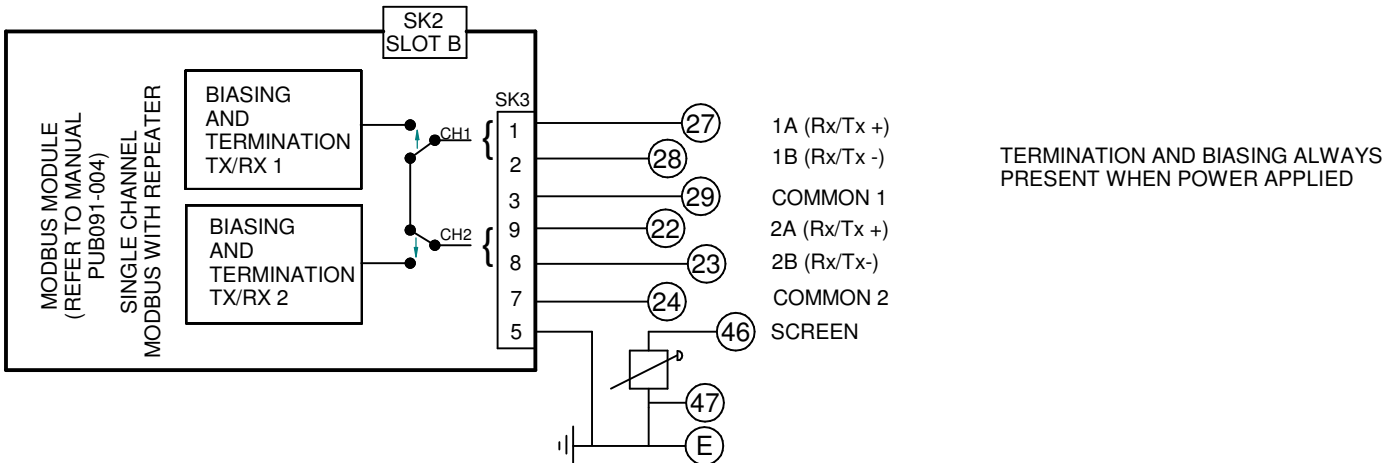 SK2
SLOT B
MODBUS MODULE
(REFER TO MANUAL
PUB091-004)
SINGLE CHANNEL
MODBUS WITH REPEATER
BIASING
AND
TERMINATION
TX/RX 1
BIASING
AND
TERMINATION
TX/RX 2
CH1
CH2
{
{
SK3
1
2
3
9
8
7
5
27 1A (Rx/Tx +)
28 1B (Rx/Tx -)
29 COMMON 1
22 2A (Rx/Tx +)
23 2B (Rx/Tx-)
24 COMMON 2
46 SCREEN
47
E
TERMINATION AND BIASING ALWAYS
PRESENT WHEN POWER APPLIED